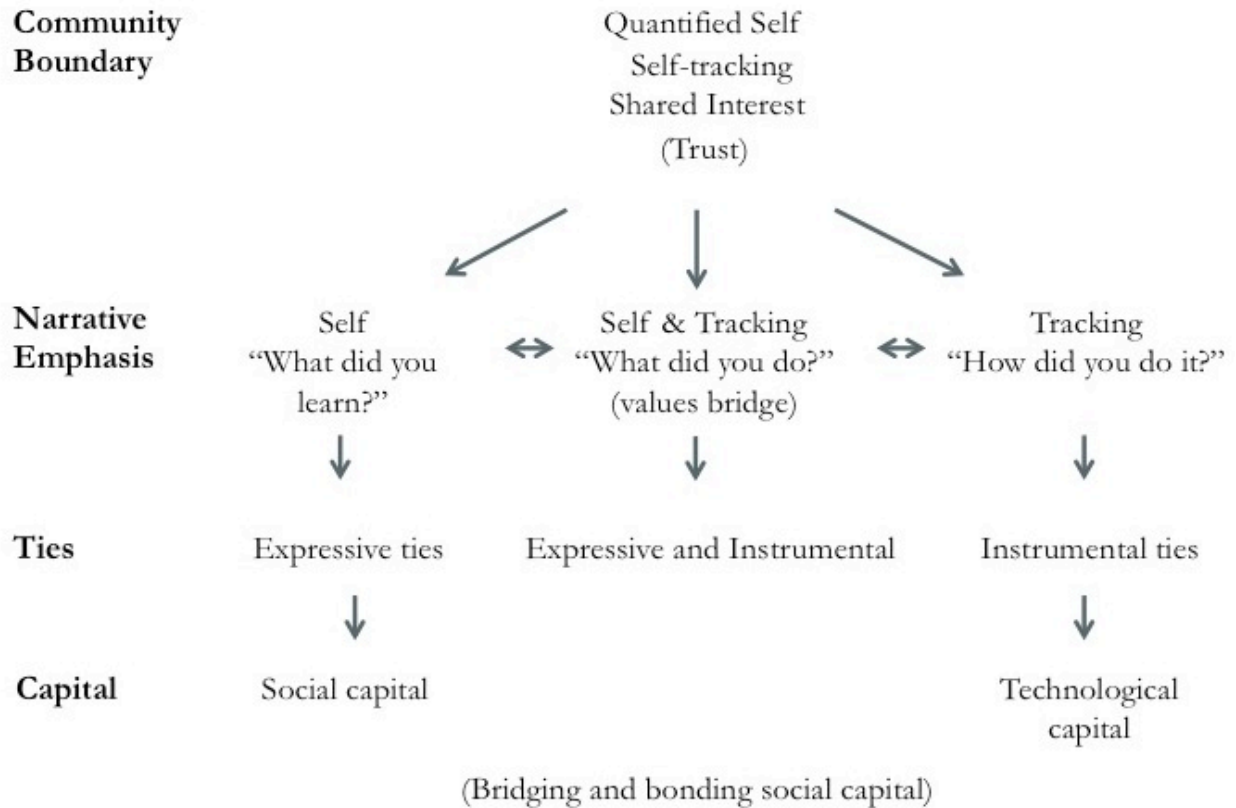 Community
Boundary
Quantified Self
Self-tracking
Shared Interest
(Trust)
Narrative
Emphasis
Self
“What did you
learn?”
Self & Tracking
“What did you do?”
(values bridge)
Tracking
“How did you do it?”
Ties
Expressive ties
Expressive and Instrumental
Instrumental ties
Capital
Social capital
Technological
capital
(Bridging and bonding social capital)